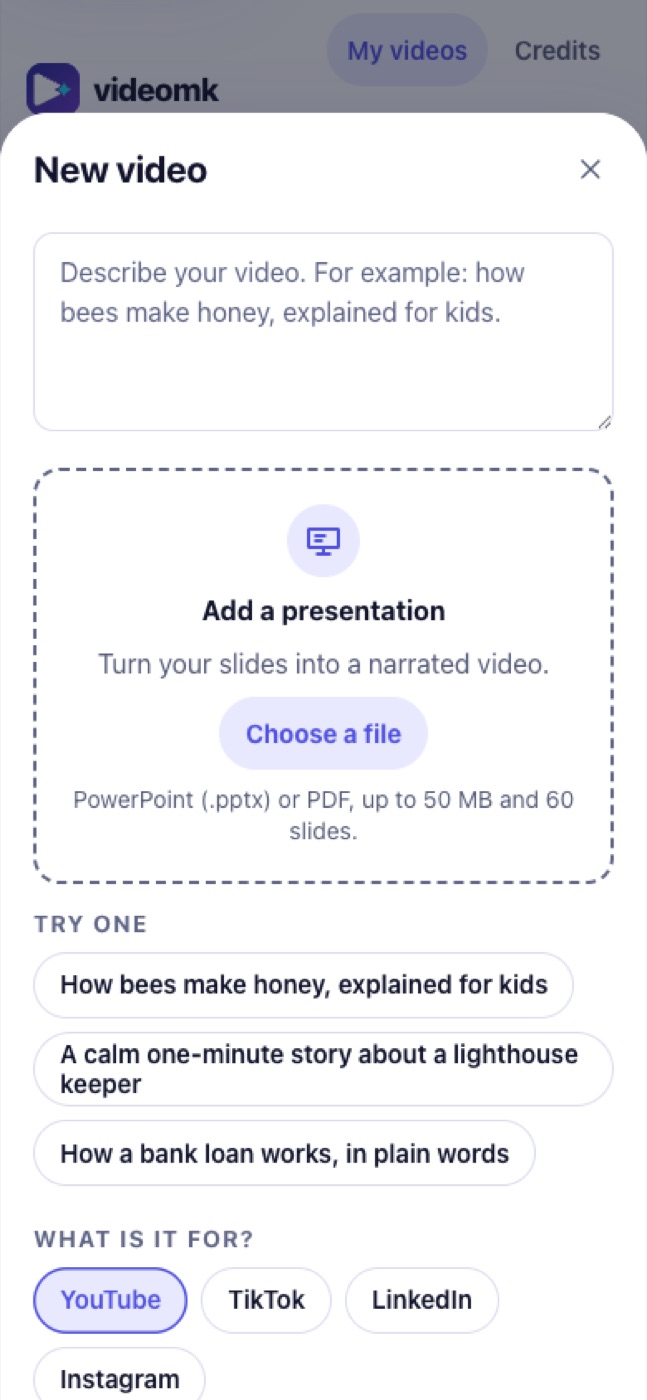 My videos Credits
videomk
New video
Describe your video. For example: how
bees make honey, explained for kids.
Add a presentation
Turn your slides into a narrated video.
Choose a file
PowerPoint (.pptx) or PDF, up to 50 MB and 60
slides.
TRY ONE
How bees make honey, explained for kids
A calm one-minute story about a lighthouse
keeper
How a bank loan works, in plain words
WHAT IS IT FOR?
YouTube TikTok LinkedIn
Instagram